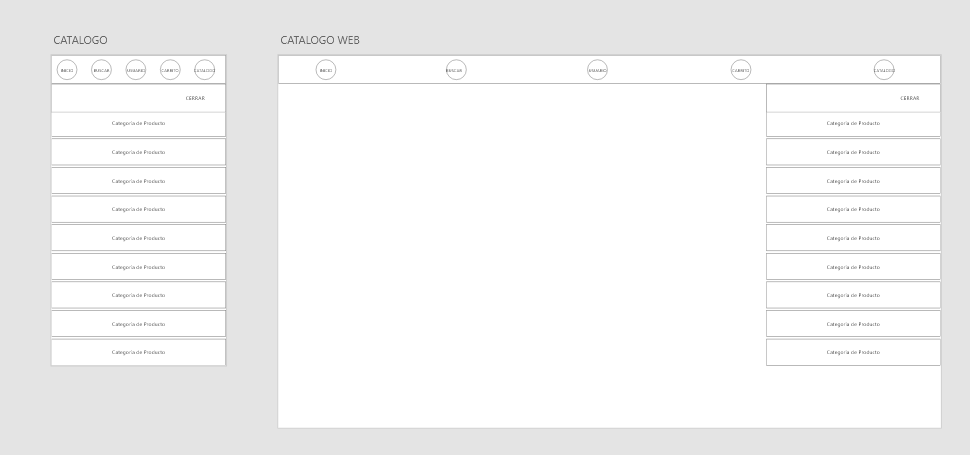 CATALOGO
INICIO BUSCAR USUARIO CARRITO CATALOGO
CERRAR
Categoría de Producto
Categoría de Producto
Categoría de Producto
Categoría de Producto
Categoría de Producto
Categoría de Producto
Categoría de Producto
Categoría de Producto
Categoría de Producto
CATALOGO WEB
INICIO BUSCAR USUARIO CARRITO CATALOGO
CERRAR
Categoría de Producto
Categoría de Producto
Categoría de Producto
Categoría de Producto
Categoría de Producto
Categoría de Producto
Categoría de Producto
Categoría de Producto
Categoría de Producto